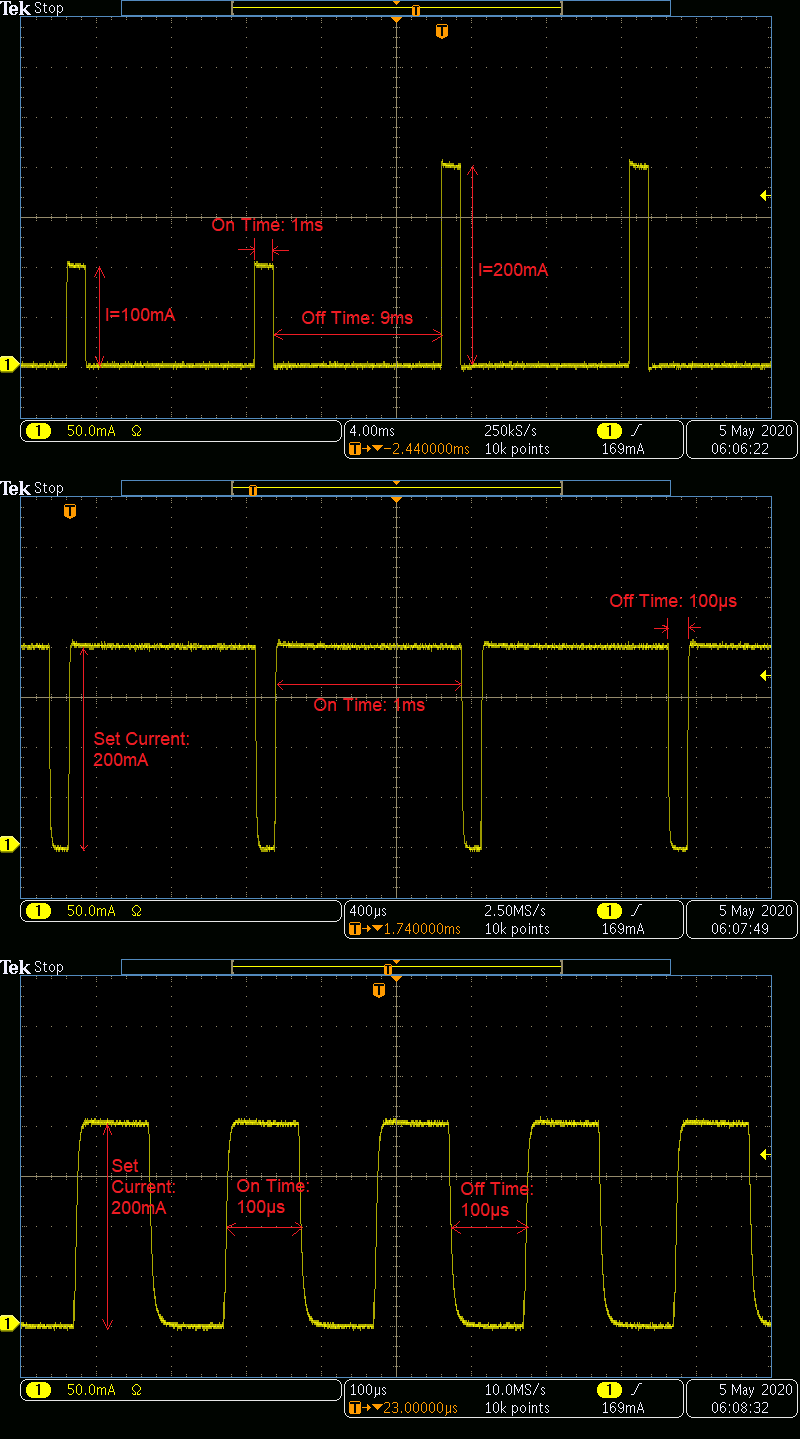 Tek Stop
T
T
On Time: 1ms
I=200mA
I=100mA
Off Time: 9ms
1
1 50.0mA Ω
4.00ms 250kS/s 1 169mA
T→▼−2.440000ms 10k points
5 May 2020
06:06:22
Tek Stop
T
T
Off Time: 100µs
On Time: 1ms
Set Current:
200mA
1
1 50.0mA Ω
400µs 2.50MS/s 1 169mA
T→▼1.740000ms 10k points
5 May 2020
06:07:49
Tek Stop
T
T
Set
Current:
200mA
On Time:
100µs
Off Time:
100µs
1
1 50.0mA Ω
100µs 10.0MS/s 1 169mA
T→▼23.00000µs 10k points
5 May 2020
06:08:32